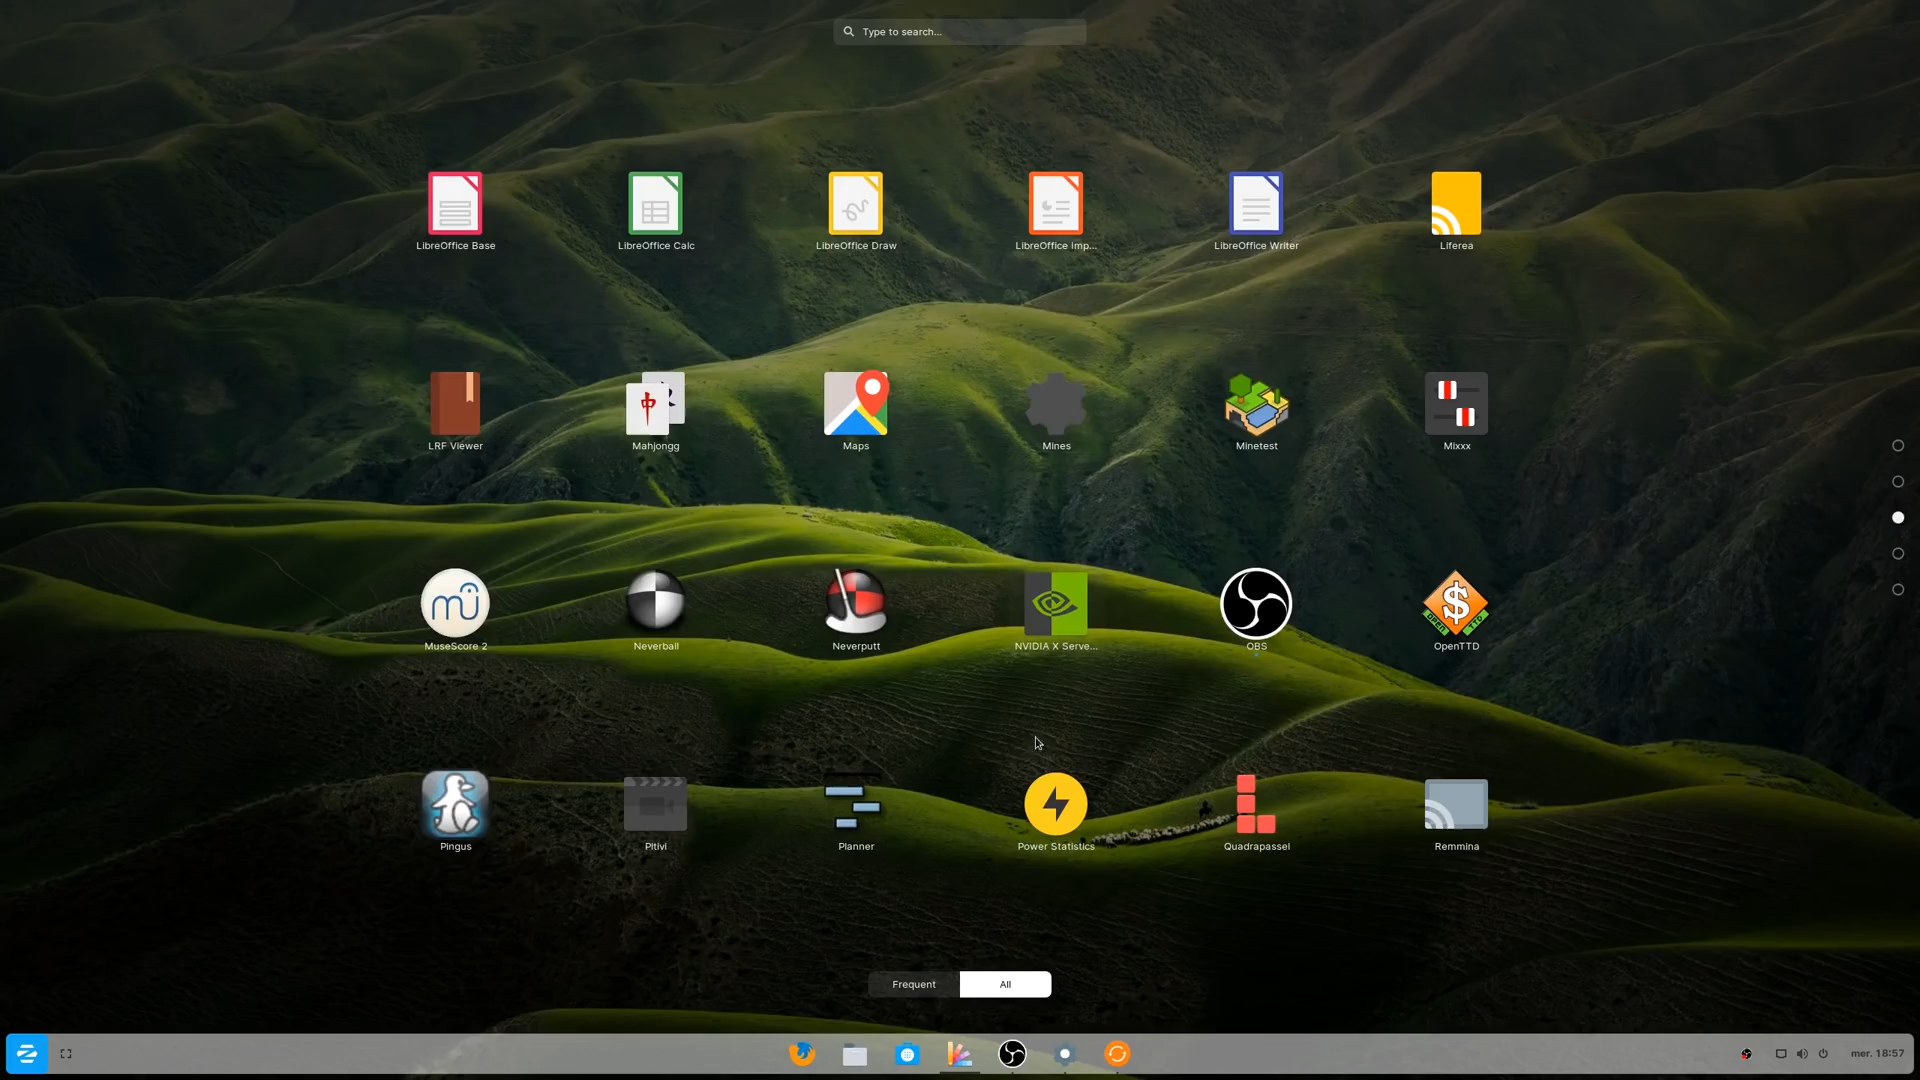 Type to search...
LibreOffice Base
LibreOffice Calc
LibreOffice Draw
LibreOffice Imp...
LibreOffice Writer
Liferea
LRF Viewer
Mahjongg
Maps
Mines
Minetest
Mixxx
MuseScore 2
Neverball
Neverputt
NVIDIA X Serve...
OBS
OpenTTD
Pingus
Pitivi
Planner
Power Statistics
Quadrapassel
Remmina
Frequent
All
mer. 18:57